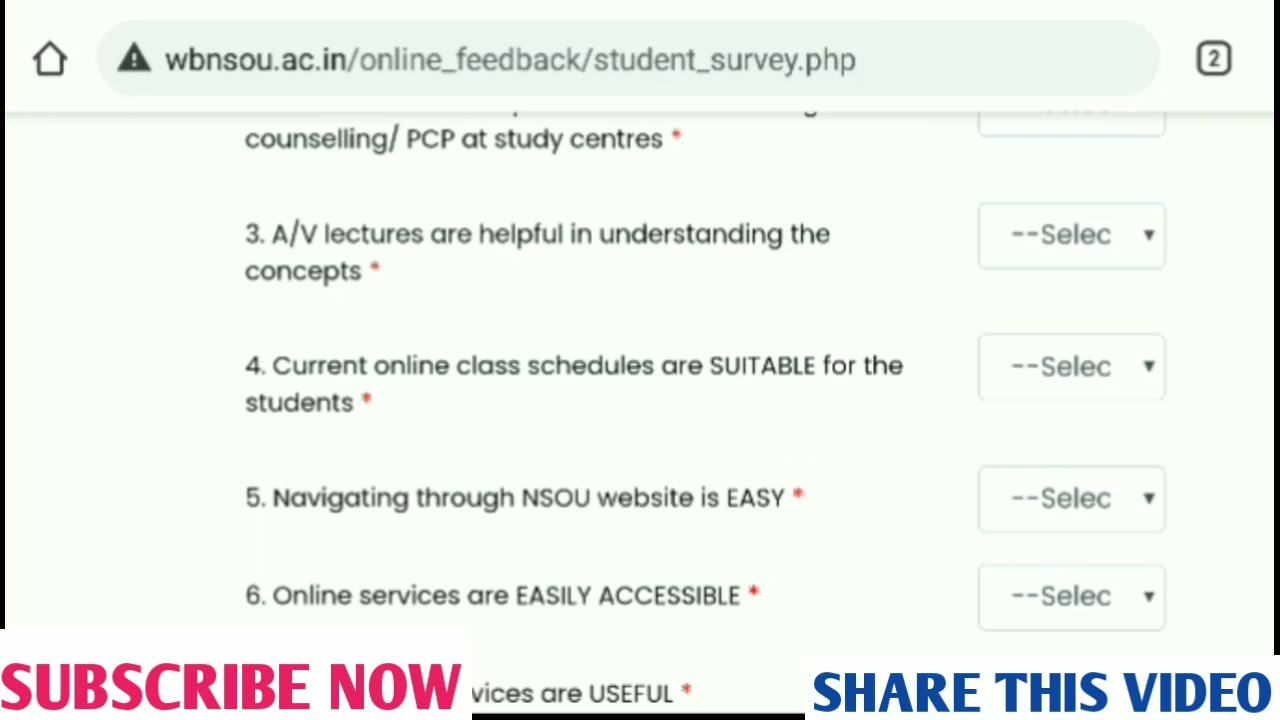 wbnsou.ac.in/online_feedback/student_survey.php
2
counselling/ PCP at study centres *
3. A/V lectures are helpful in understanding the
--Selec
concepts *
4. Current online class schedules are SUITABLE for the
--Selec
students *
5. Navigating through NSOU website is EASY *
--Selec
6. Online services are EASILY ACCESSIBLE *
--Selec
SUBSCRIBE NOW
vices are USEFUL *
SHARE THIS VIDEO